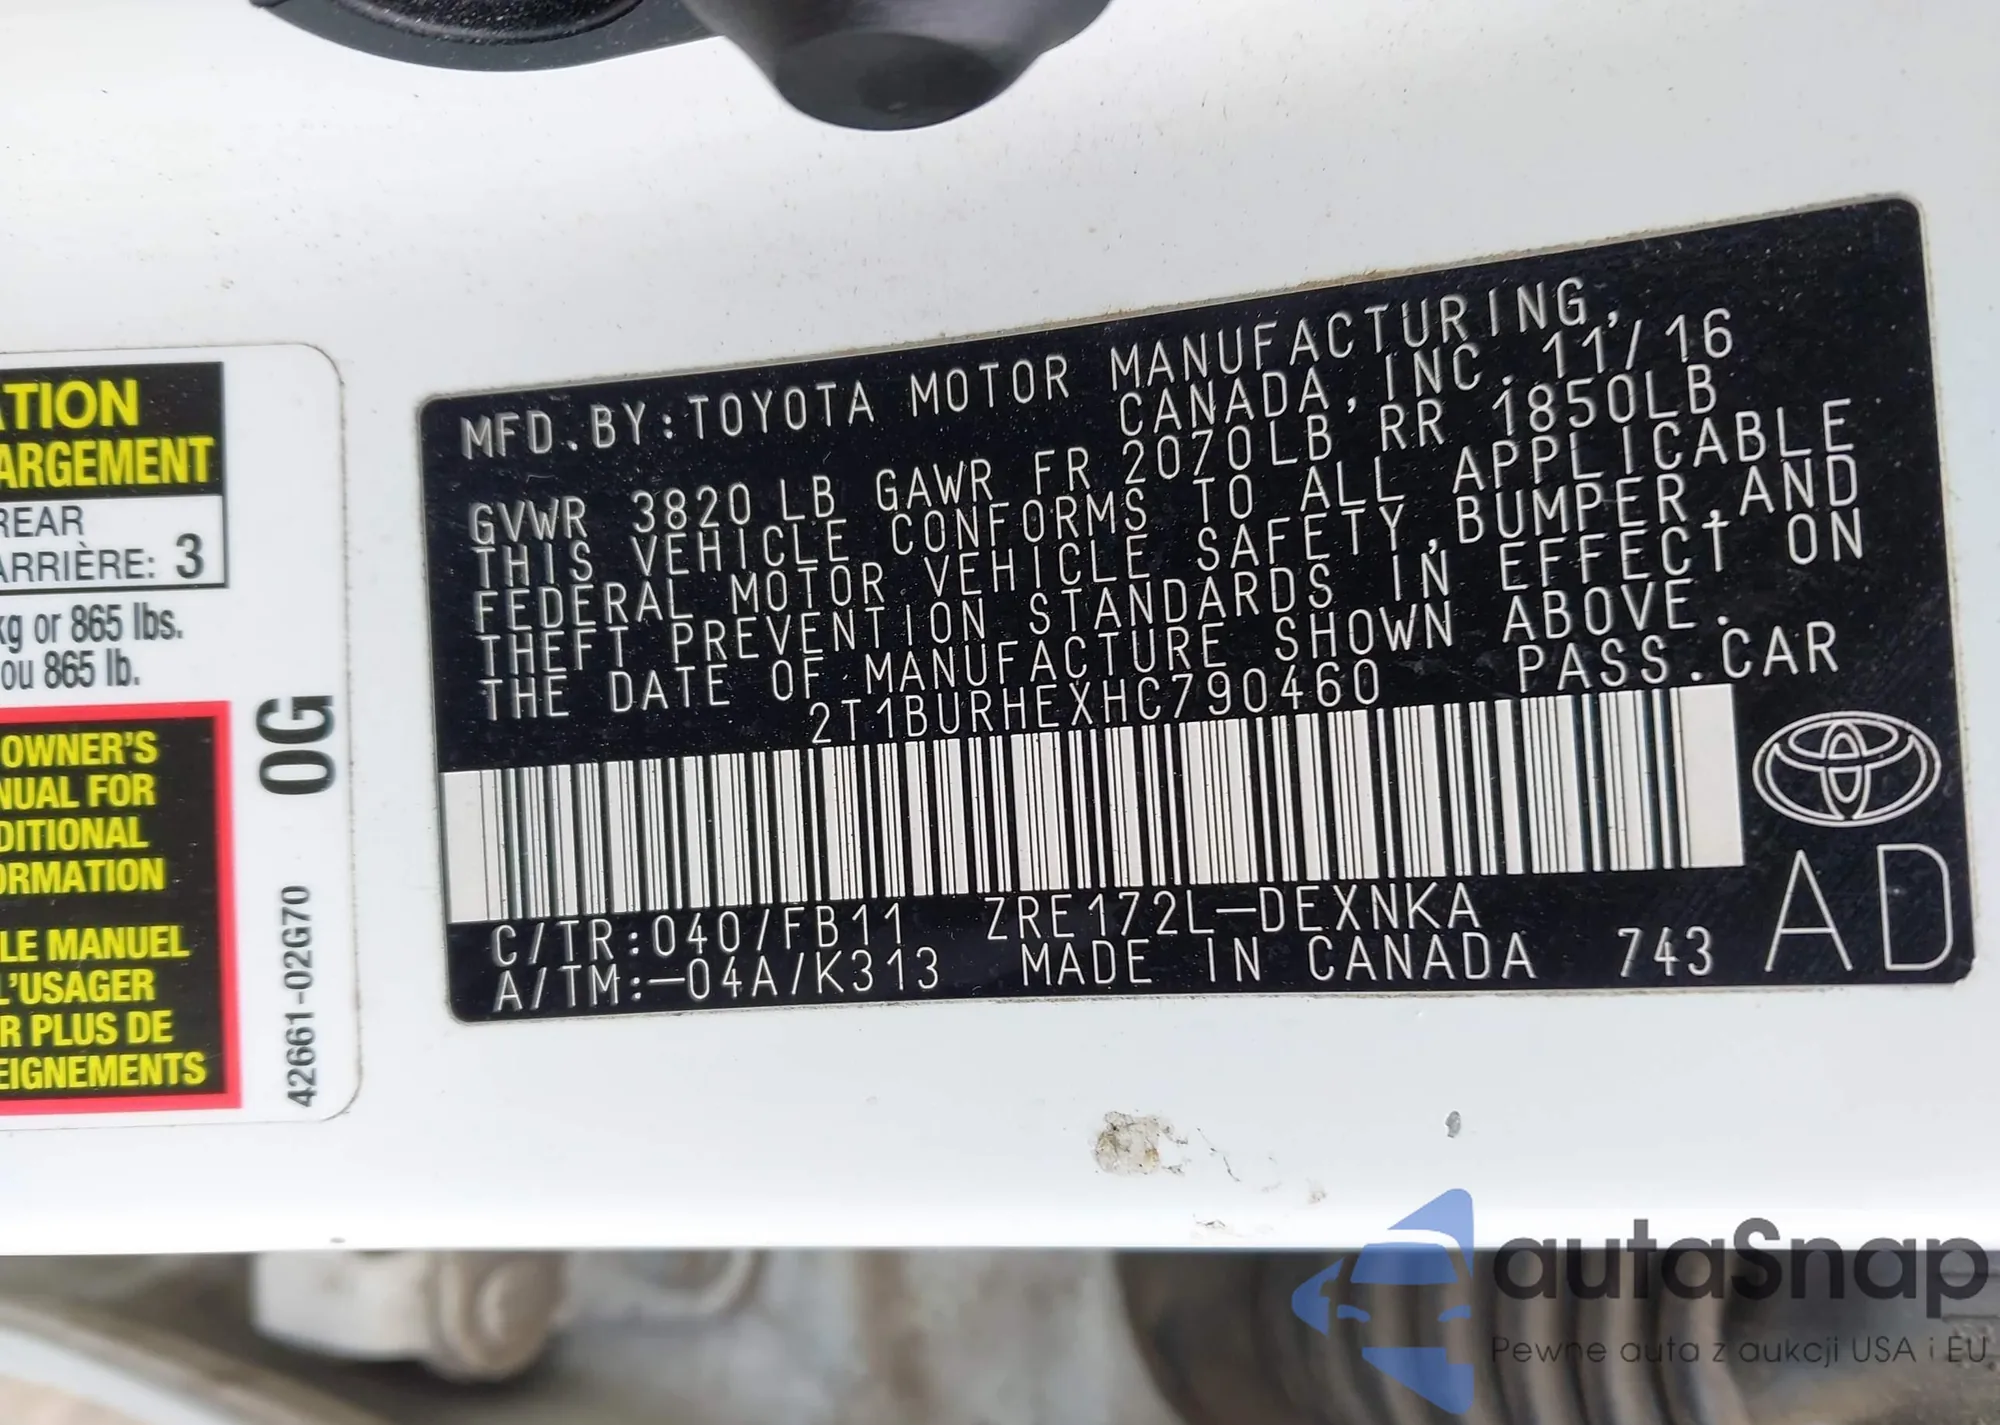 ATION
ARGEMENT
REAR
ARRIÈRE: 3
kg or 865 lbs.
ou 865 lb.
OWNER'S
NUAL FOR
DITIONAL
ORMATION
LE MANUEL
L'USAGER
R PLUS DE
EIGNEMENTS
0G
42661-02G70
MFD.BY:TOYOTA MOTOR MANUFACTURING,
CANADA,INC.11/16
GVWR 3820LB GAWR FR 2070LB RR 1850LB
THIS VEHICLE CONFORMS TO ALL APPLICABLE
FEDERAL MOTOR VEHICLE SAFETY,BUMPER,AND
THEFT PREVENTION STANDARDS IN EFFECT ON
THE DATE OF MANUFACTURE SHOWN ABOVE.
2T1BURHEXHC790460 PASS.CAR
C/TR:040/FB11 ZRE172L-DEXNKA
A/TM:-04A/K313 MADE IN CANADA 743
AD
autaSnap
Pewne auta z aukcji USA i EU